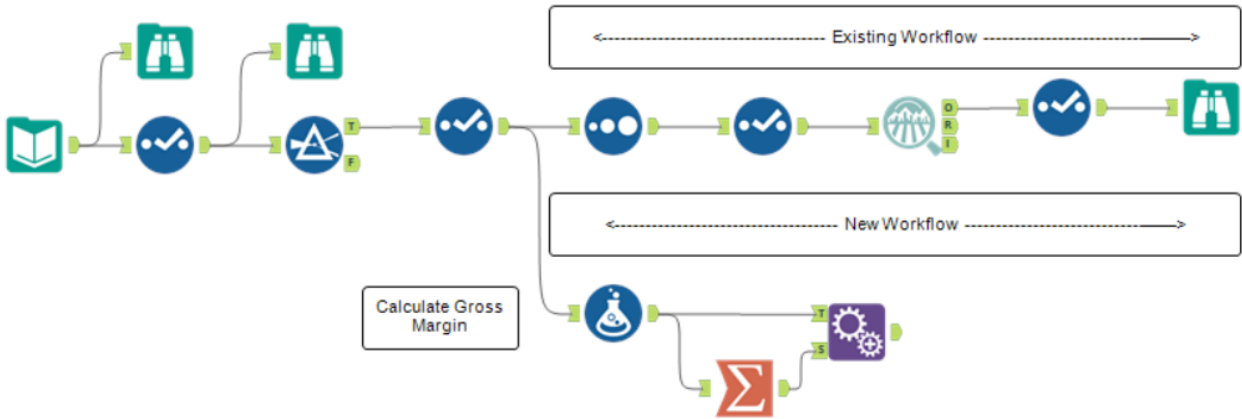 <------------------------------------ Existing Workflow ------------------------------------>
T
F
O
R
I
<------------------------------------ New Workflow ------------------------------------>
Calculate Gross
Margin
T
S